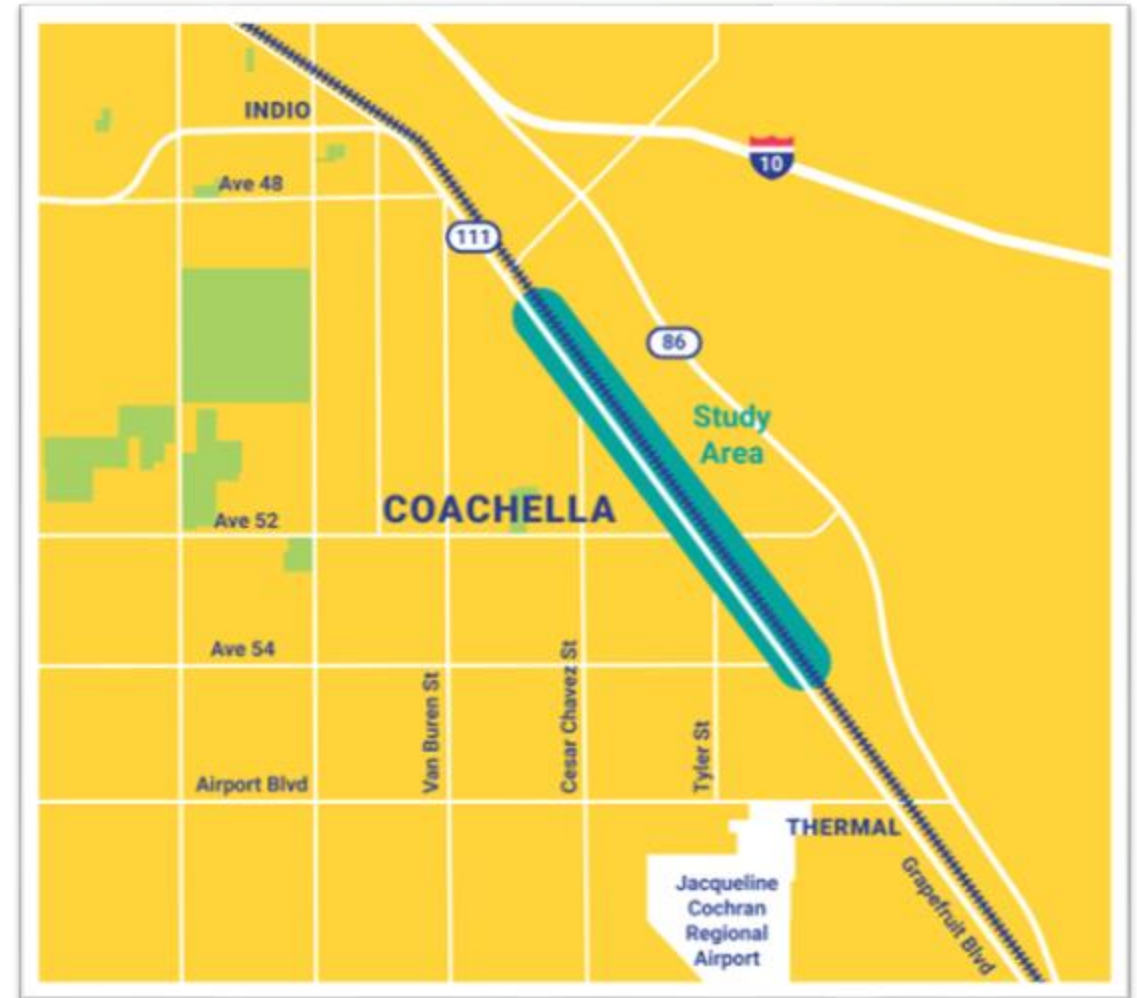 INDIO
10
Ave 48
111
86
Study
Area
COACHELLA
Ave 52
Ave 54
Van Buren St
Cesar Chavez St
Tyler St
Airport Blvd
THERMAL
Jacqueline
Cochran
Regional
Airport
Grapefruit Blvd